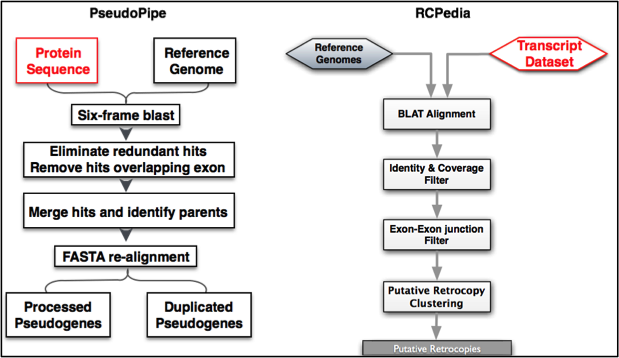 PseudoPipe
Protein
Sequence
Reference
Genome
Six-frame blast
Eliminate redundant hits
Remove hits overlapping exon
Merge hits and identify parents
FASTA re-alignment
Processed
Pseudogenes
Duplicated
Pseudogenes
RCPedia
Reference
Genomes
Transcript
Dataset
BLAT Alignment
Identity & Coverage
Filter
Exon-Exon junction
Filter
Putative Retrocopy
Clustering
Putative Retrocopies